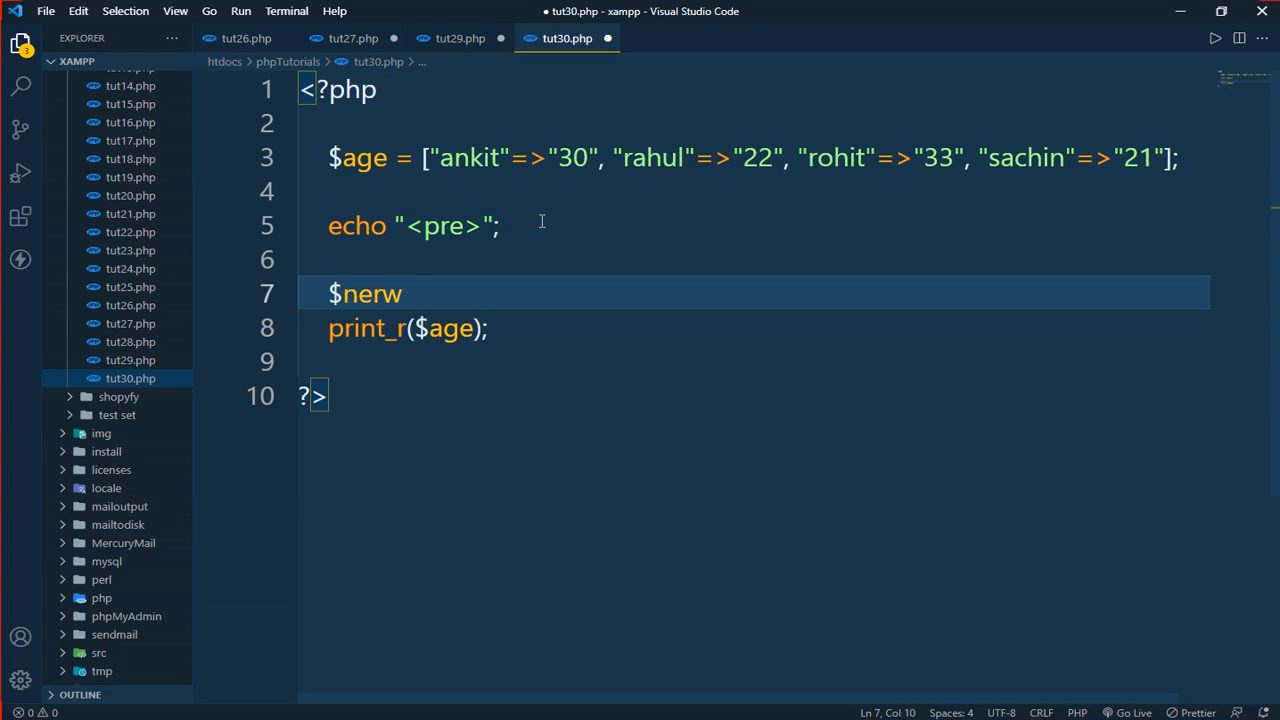 File Edit Selection View Go Run Terminal Help ● tut30.php - xampp - Visual Studio Code
EXPLORER ··· tut26.php tut27.php ● tut29.php ● tut30.php ●
XAMPP
htdocs > phpTutorials > tut30.php > ...
3
tut14.php
tut15.php
tut16.php
tut17.php
tut18.php
tut19.php
tut20.php
tut21.php
tut22.php
tut23.php
tut24.php
tut25.php
tut26.php
tut27.php
tut28.php
tut29.php
tut30.php
shopyfy
test set
img
install
licenses
locale
mailoutput
mailtodisk
MercuryMail
mysql
perl
php
phpMyAdmin
sendmail
src
tmp
OUTLINE
1 <?php
2
3 $age = ["ankit"=>"30", "rahul"=>"22", "rohit"=>"33", "sachin"=>"21"];
4
5 echo "<pre>";
6
7 $nerw
8 print_r($age);
9
10 ?>
0 0 Ln 7, Col 10 Spaces: 4 UTF-8 CRLF PHP Go Live Prettier